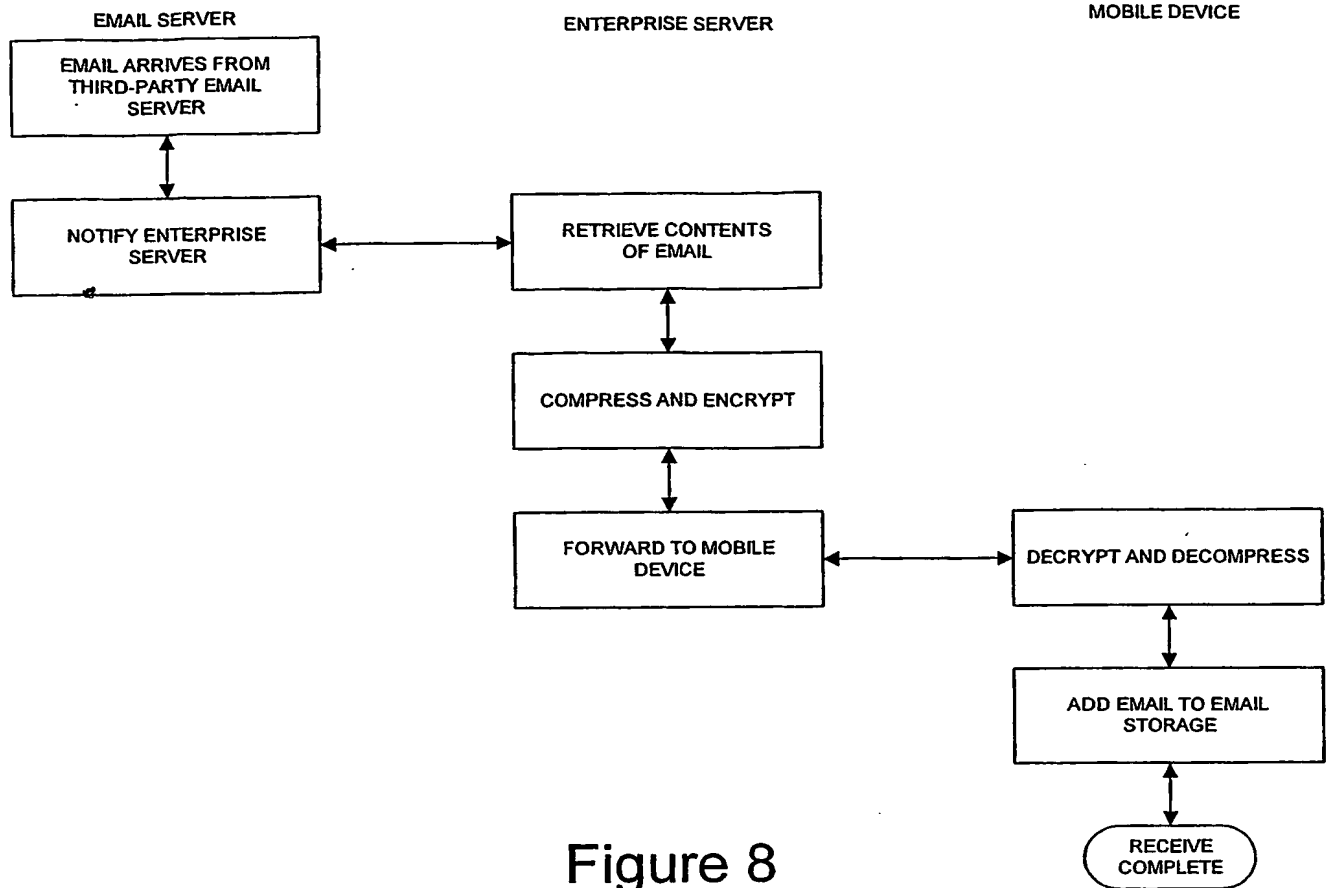 EMAIL SERVER
ENTERPRISE SERVER
MOBILE DEVICE
EMAIL ARRIVES FROM
THIRD-PARTY EMAIL
SERVER
NOTIFY ENTERPRISE
SERVER
RETRIEVE CONTENTS
OF EMAIL
COMPRESS AND ENCRYPT
FORWARD TO MOBILE
DEVICE
DECRYPT AND DECOMPRESS
ADD EMAIL TO EMAIL
STORAGE
RECEIVE
COMPLETE
Figure 8